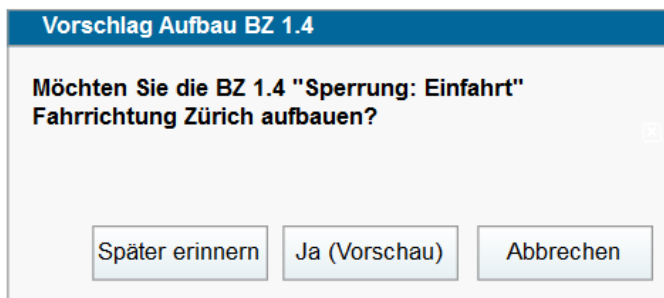 Vorschlag Aufbau BZ 1.4
Möchten Sie die BZ 1.4 "Sperrung: Einfahrt"
Fahrrichtung Zürich aufbauen?
Später erinnern
Ja (Vorschau)
Abbrechen